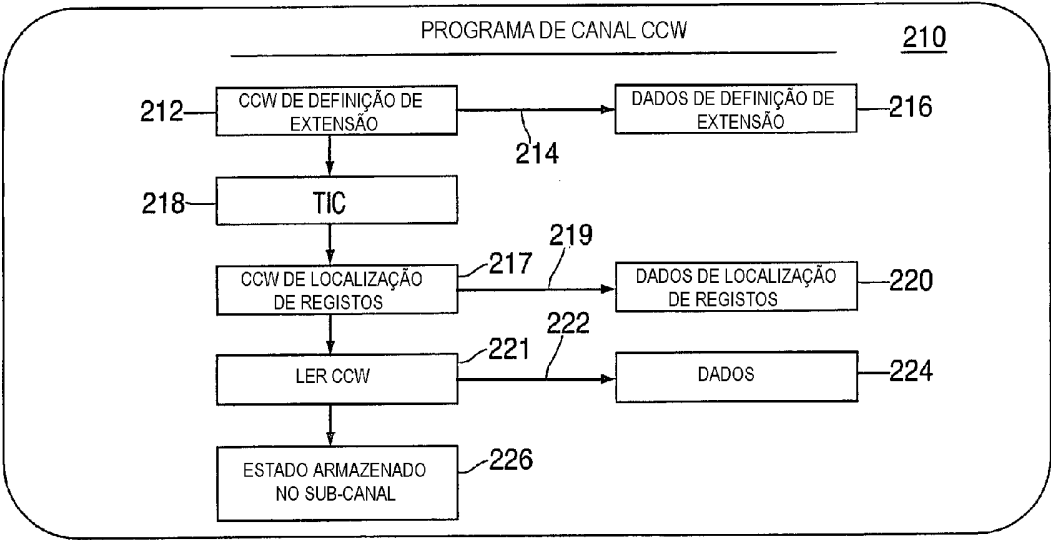 PROGRAMA DE CANAL CCW
210
212
CCW DE DEFINIÇÃO DE
EXTENSÃO
214
DADOS DE DEFINIÇÃO DE
EXTENSÃO
216
218
TIC
CCW DE LOCALIZAÇÃO
DE REGISTOS
217
219
DADOS DE LOCALIZAÇÃO
DE REGISTOS
220
LER CCW
221
222
DADOS
224
ESTADO ARMAZENADO
NO SUB-CANAL
226